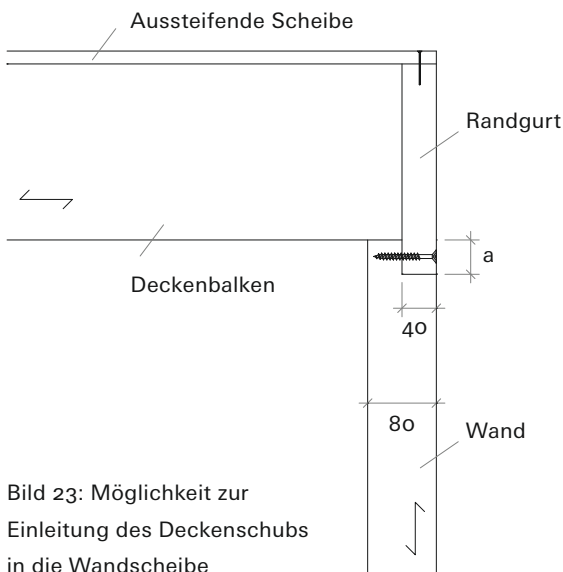 Aussteifende Scheibe
Randgurt
a
Deckenbalken
40
80
Wand
Bild 23: Möglichkeit zur
Einleitung des Deckenschubs
in die Wandscheibe